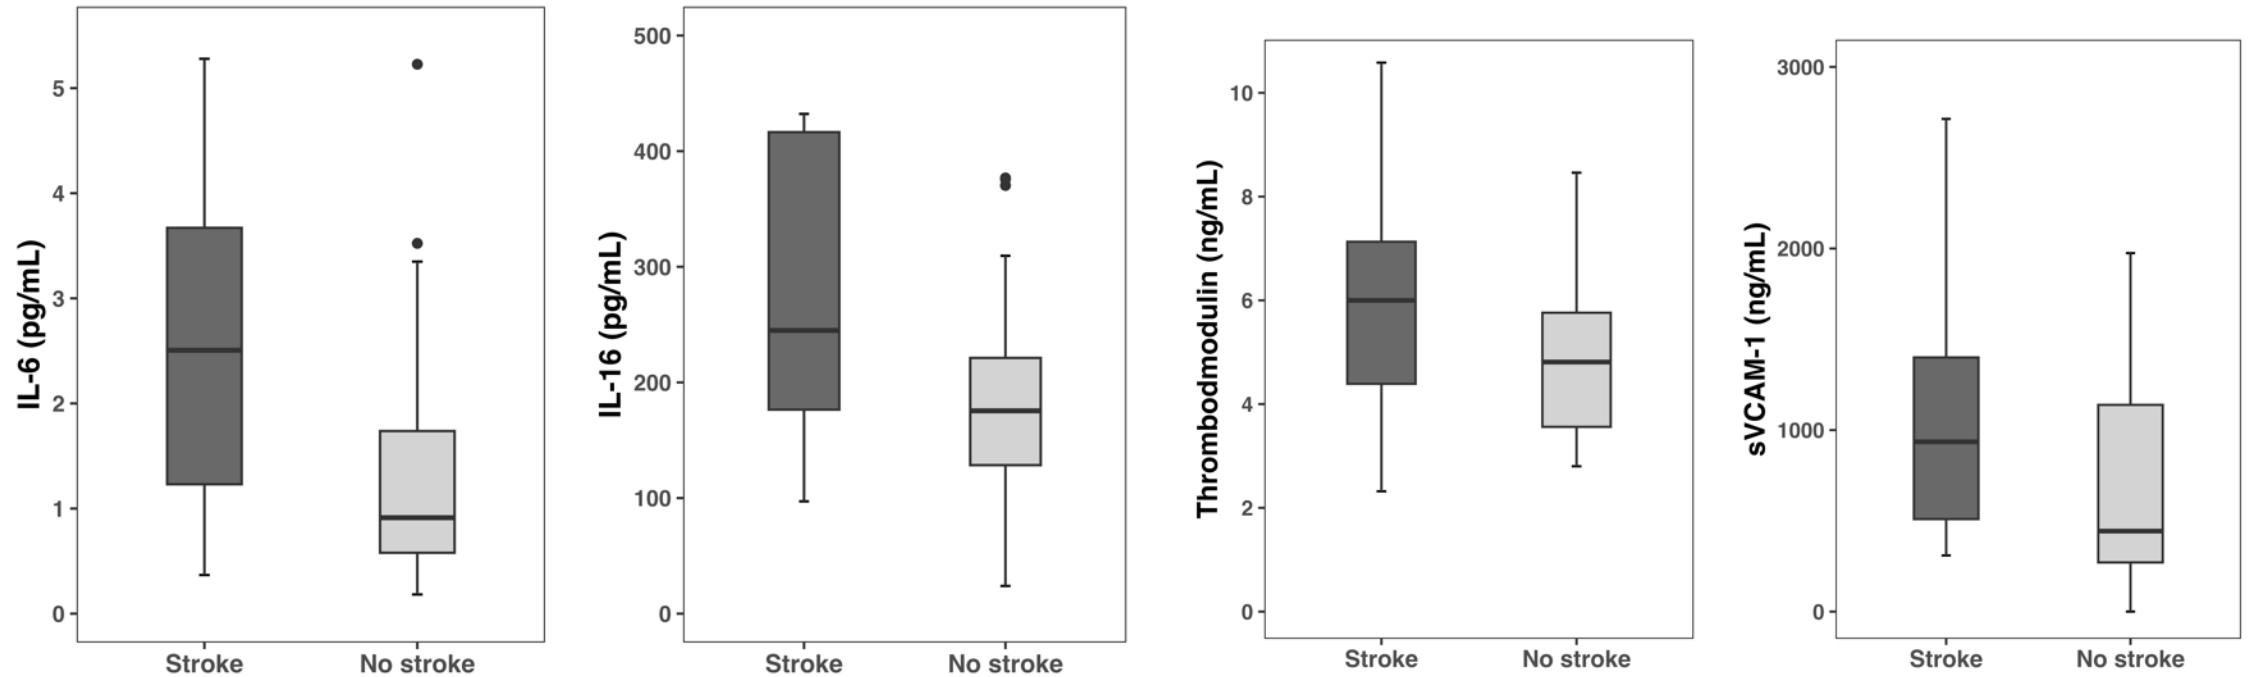 IL-6 (pg/mL)
5
4
3
2
1
0
Stroke No stroke
IL-16 (pg/mL)
500
400
300
200
100
0
Stroke No stroke
Thrombodmodulin (ng/mL)
10
8
6
4
2
0
Stroke No stroke
sVCAM-1 (ng/mL)
3000
2000
1000
0
Stroke No stroke